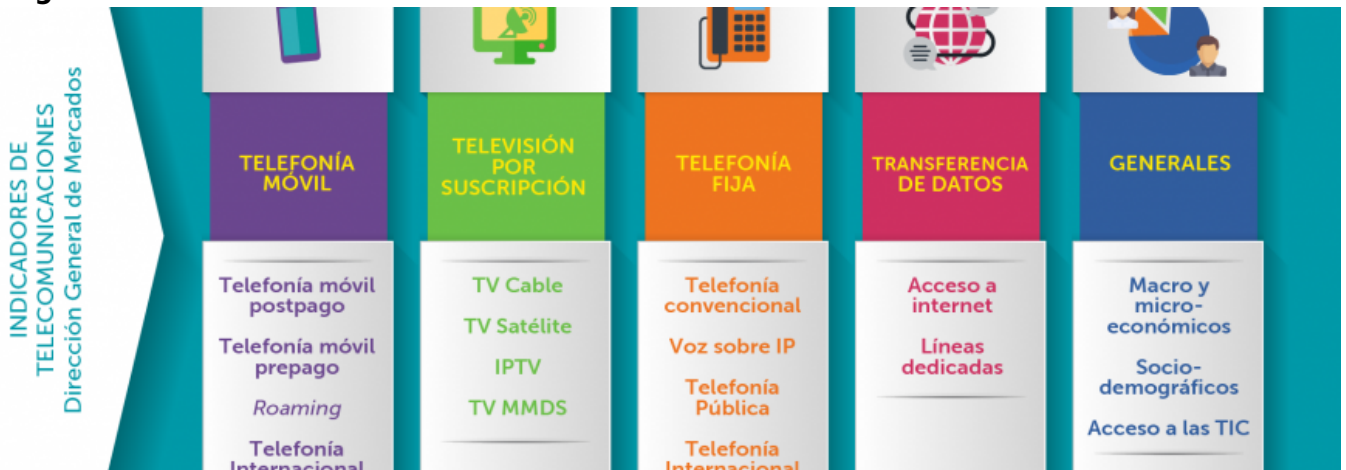 INDICADORES DE
TELECOMUNICACIONES
Dirección General de Mercados
TELEFONÍA
MÓVIL
Telefonía móvil
postpago
Telefonía móvil
prepago
Roaming
Telefonía
Internacional
TELEVISIÓN
POR
SUSCRIPCIÓN
TV Cable
TV Satélite
IPTV
TV MMDS
TELEFONÍA
FIJA
Telefonía
convencional
Voz sobre IP
Telefonía
Pública
Telefonía
Internacional
TRANSFERENCIA
DE DATOS
Acceso a
internet
Líneas
dedicadas
GENERALES
Macro y
micro-
económicos
Socio-
demográficos
Acceso a las TIC